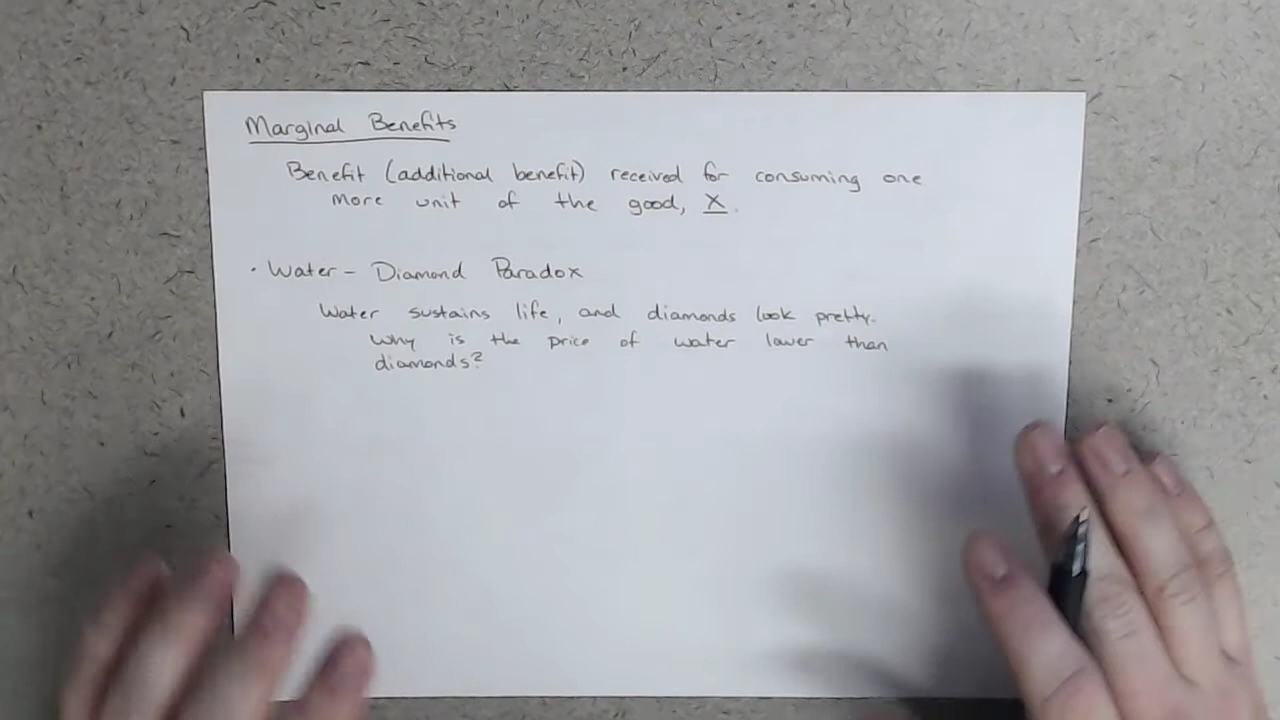 Marginal Benefits
Benefit (additional benefit) received for consuming one
more unit of the good, X.
· Water - Diamond Paradox
Water sustains life, and diamonds look pretty.
Why is the price of water lower than
diamonds?